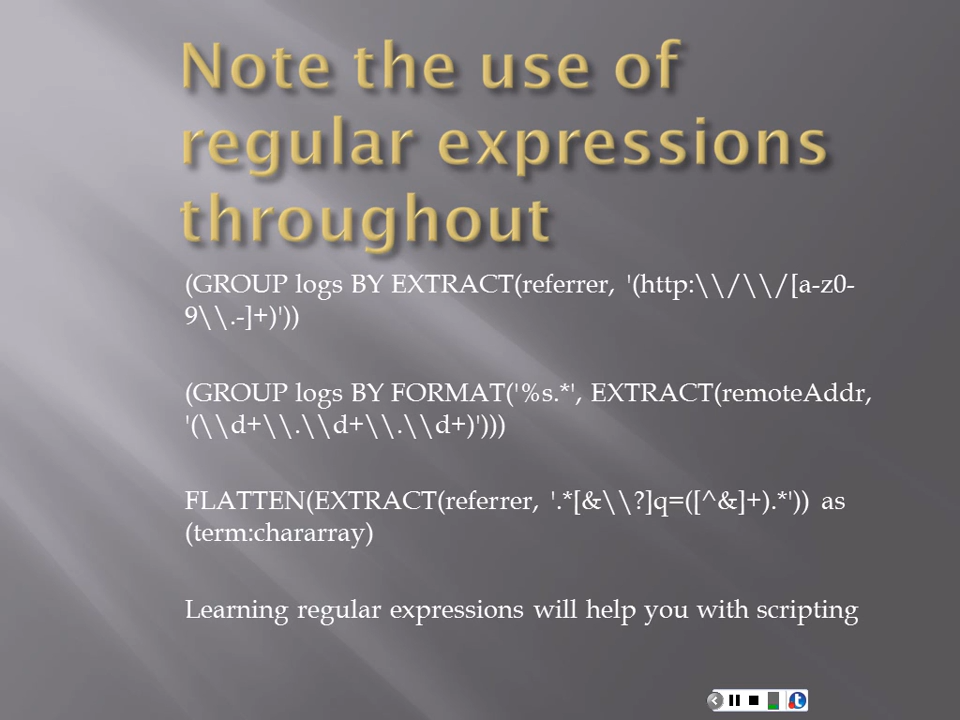 Note the use of
regular expressions
throughout
(GROUP logs BY EXTRACT(referrer, '(http:\\/\\/[a-z0-
9\\.-]+)'))
(GROUP logs BY FORMAT('%s.*', EXTRACT(remoteAddr,
'(\\d+\\.\\d+\\.\\d+)')))
FLATTEN(EXTRACT(referrer, '.*[&\\?]q=([^&]+).*')) as
(term:chararray)
Learning regular expressions will help you with scripting